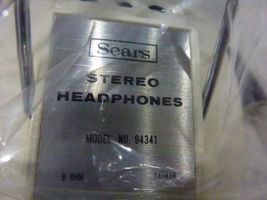 Sears
STEREO
HEADPHONES
MODEL NO. 94341
8 OHM TAIWAN